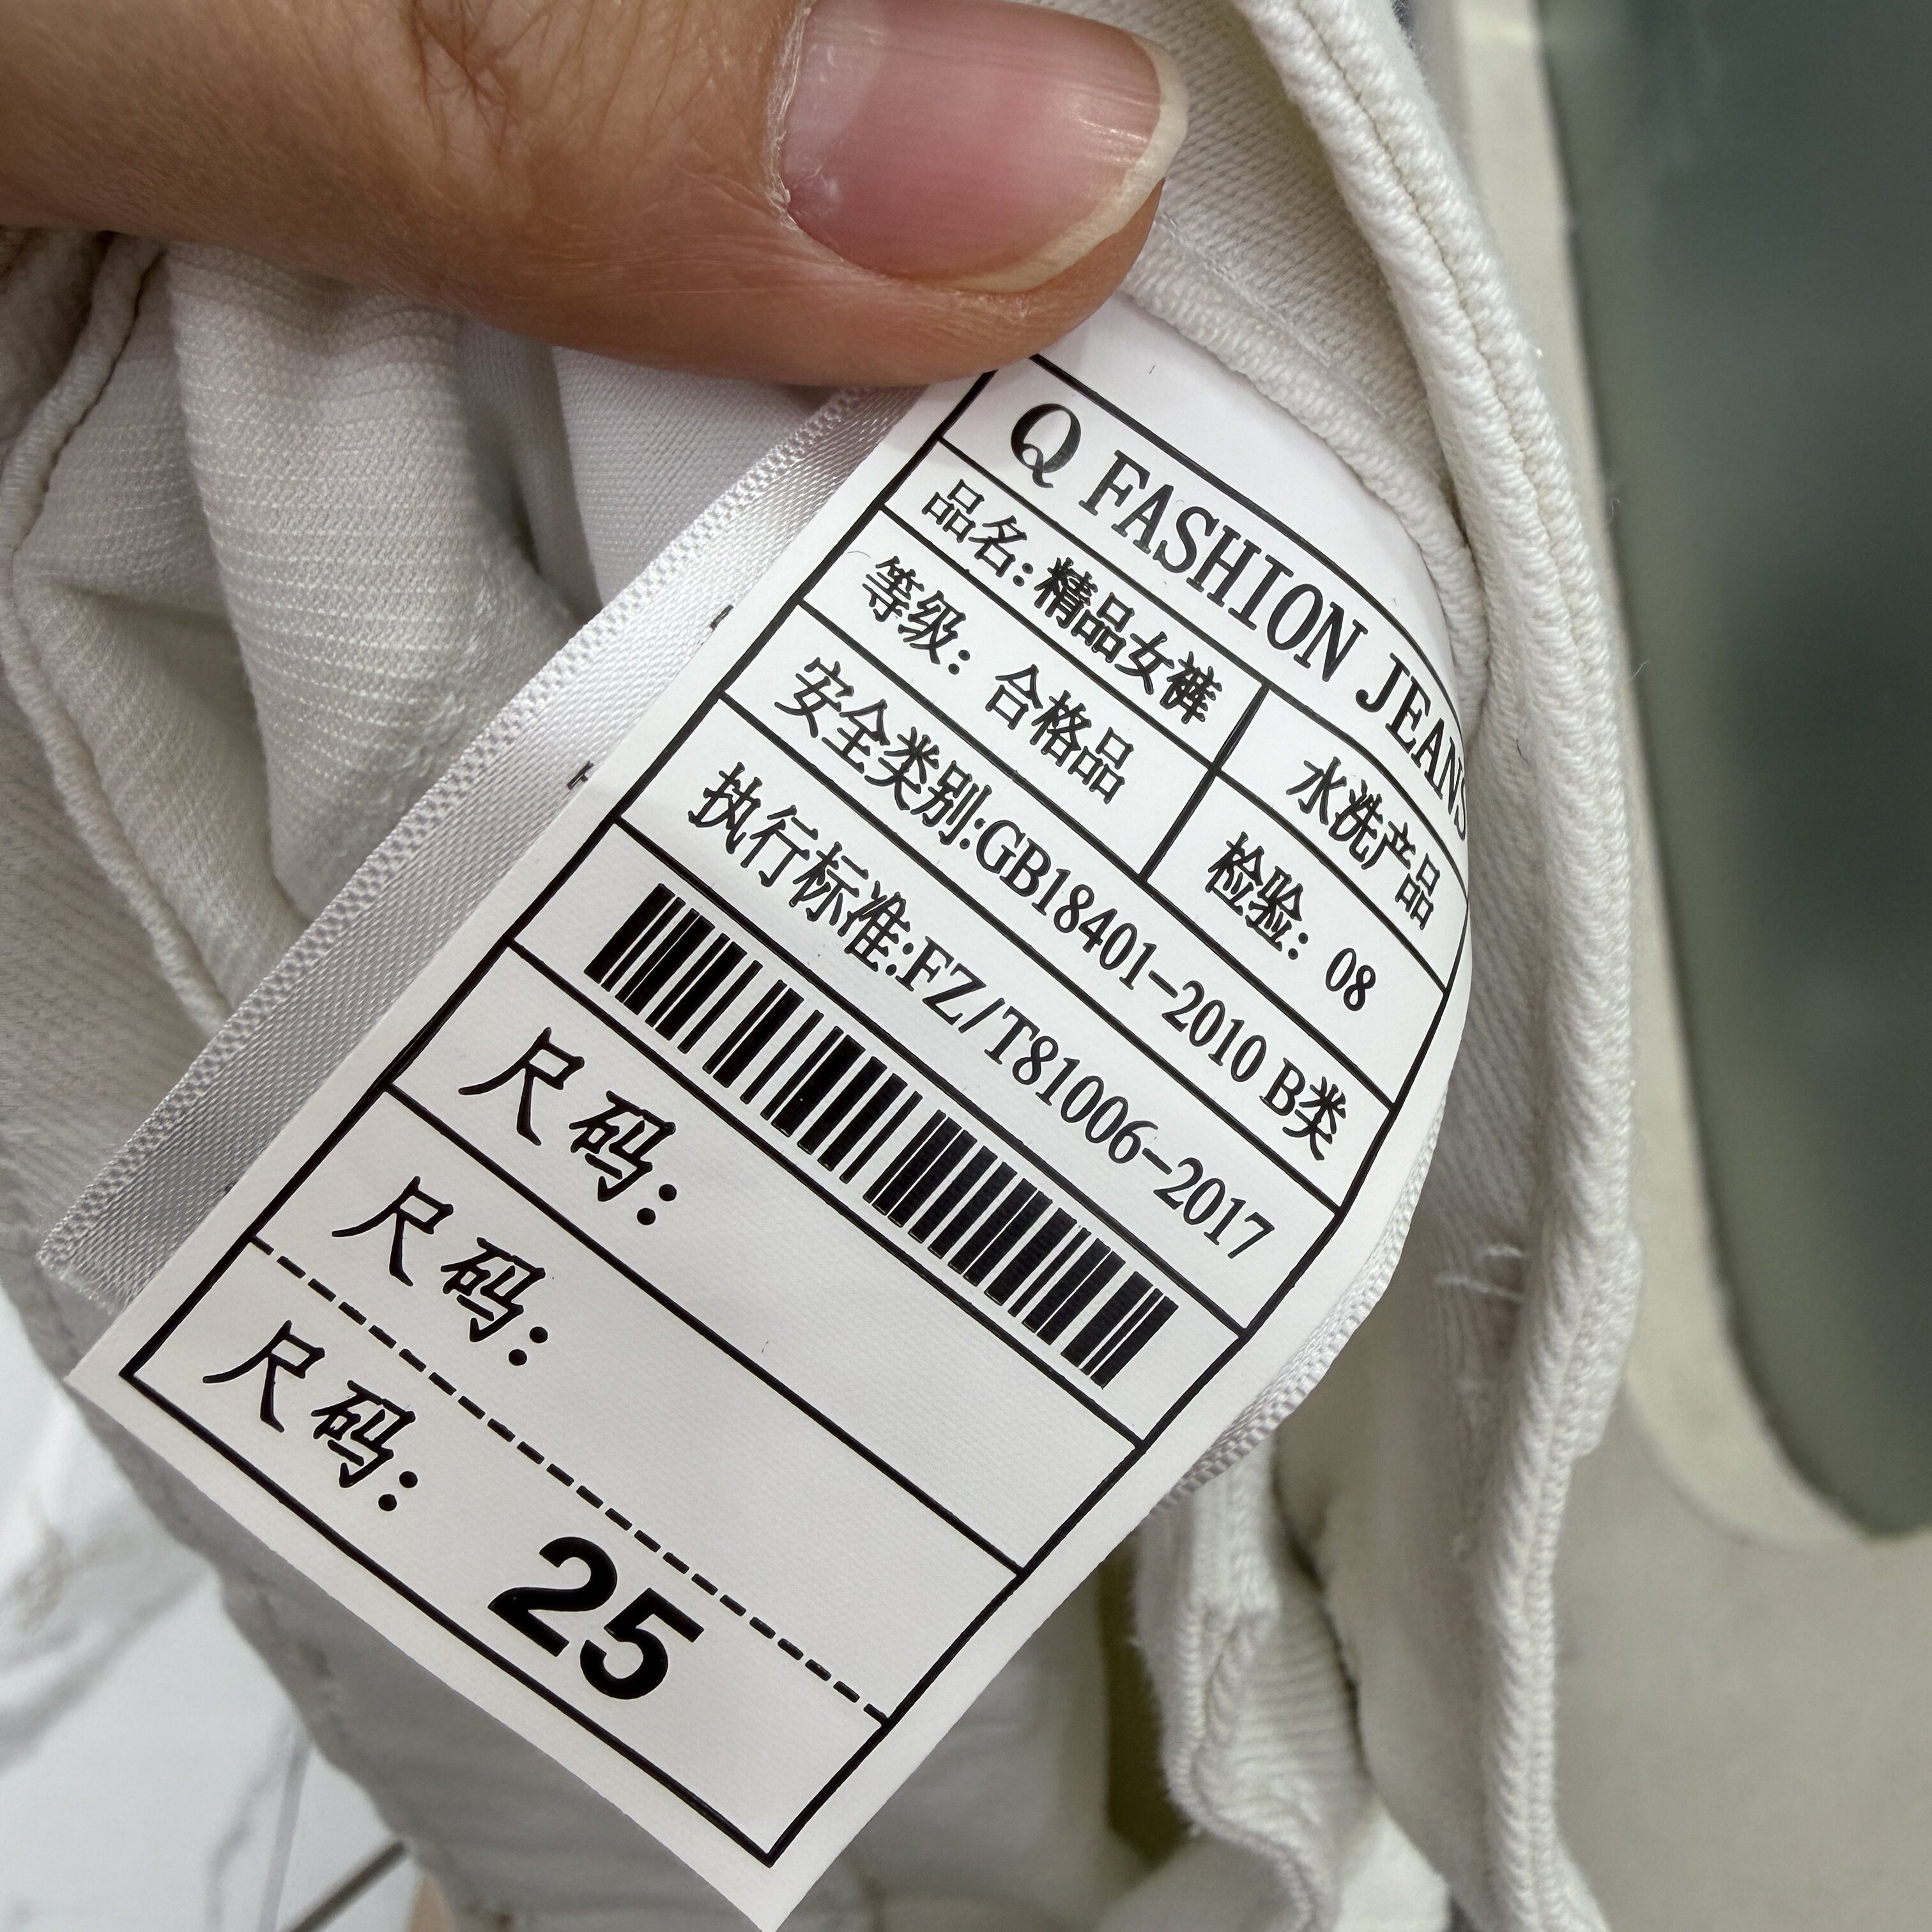 Q FASHION JEANS
品名：精品女裤 水洗产品
等级：合格品 检验：08
安全类别:GB18401-2010 B类
执行标准:FZ/T81006-2017
尺码：
尺码：
尺码：25